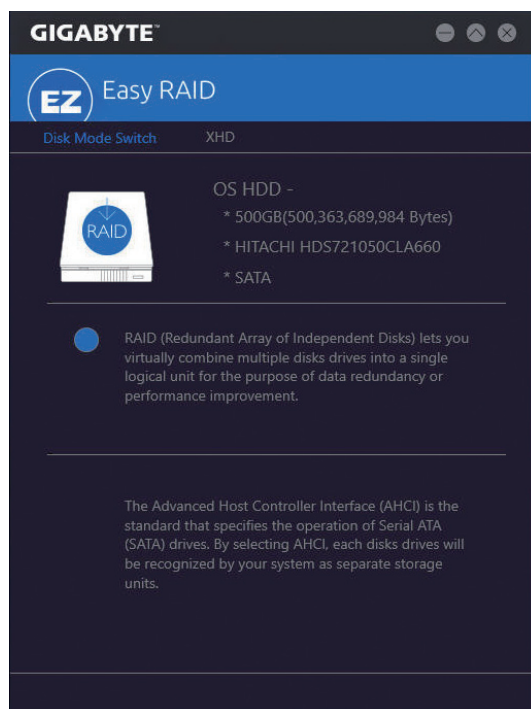 GIGABYTE™
EZ Easy RAID
Disk Mode Switch XHD
OS HDD -
RAID
* 500GB(500,363,689,984 Bytes)
* HITACHI HDS721050CLA660
* SATA
RAID (Redundant Array of Independent Disks) lets you
virtually combine multiple disks drives into a single
logical unit for the purpose of data redundancy or
performance improvement.
The Advanced Host Controller Interface (AHCI) is the
standard that specifies the operation of Serial ATA
(SATA) drives. By selecting AHCI, each disks drives will
be recognized by your system as separate storage
units.